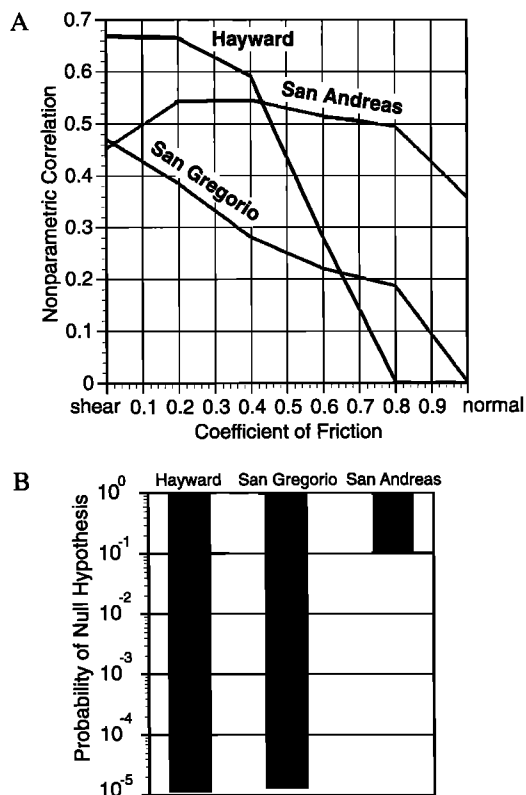 A
0.7
0.6
0.5
0.4
0.3
0.2
0.1
0
Nonparametric Correlation
Hayward
San Andreas
San Gregorio
shear 0.1 0.2 0.3 0.4 0.5 0.6 0.7 0.8 0.9 normal
Coefficient of Friction
B
Hayward San Gregorio San Andreas
10^0
10^-1
10^-2
10^-3
10^-4
10^-5
Probability of Null Hypothesis